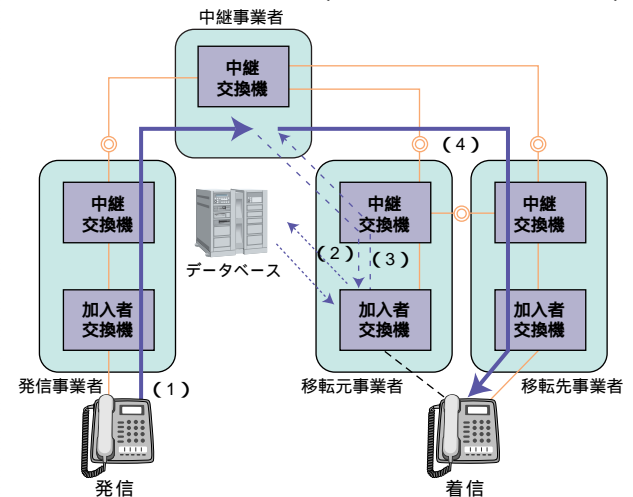 中継事業者
中継
交換機
(4)
中継
交換機
中継
交換機
中継
交換機
データベース
(2)
(3)
加入者
交換機
加入者
交換機
加入者
交換機
発信事業者
(1)
移転元事業者
移転先事業者
発信
着信